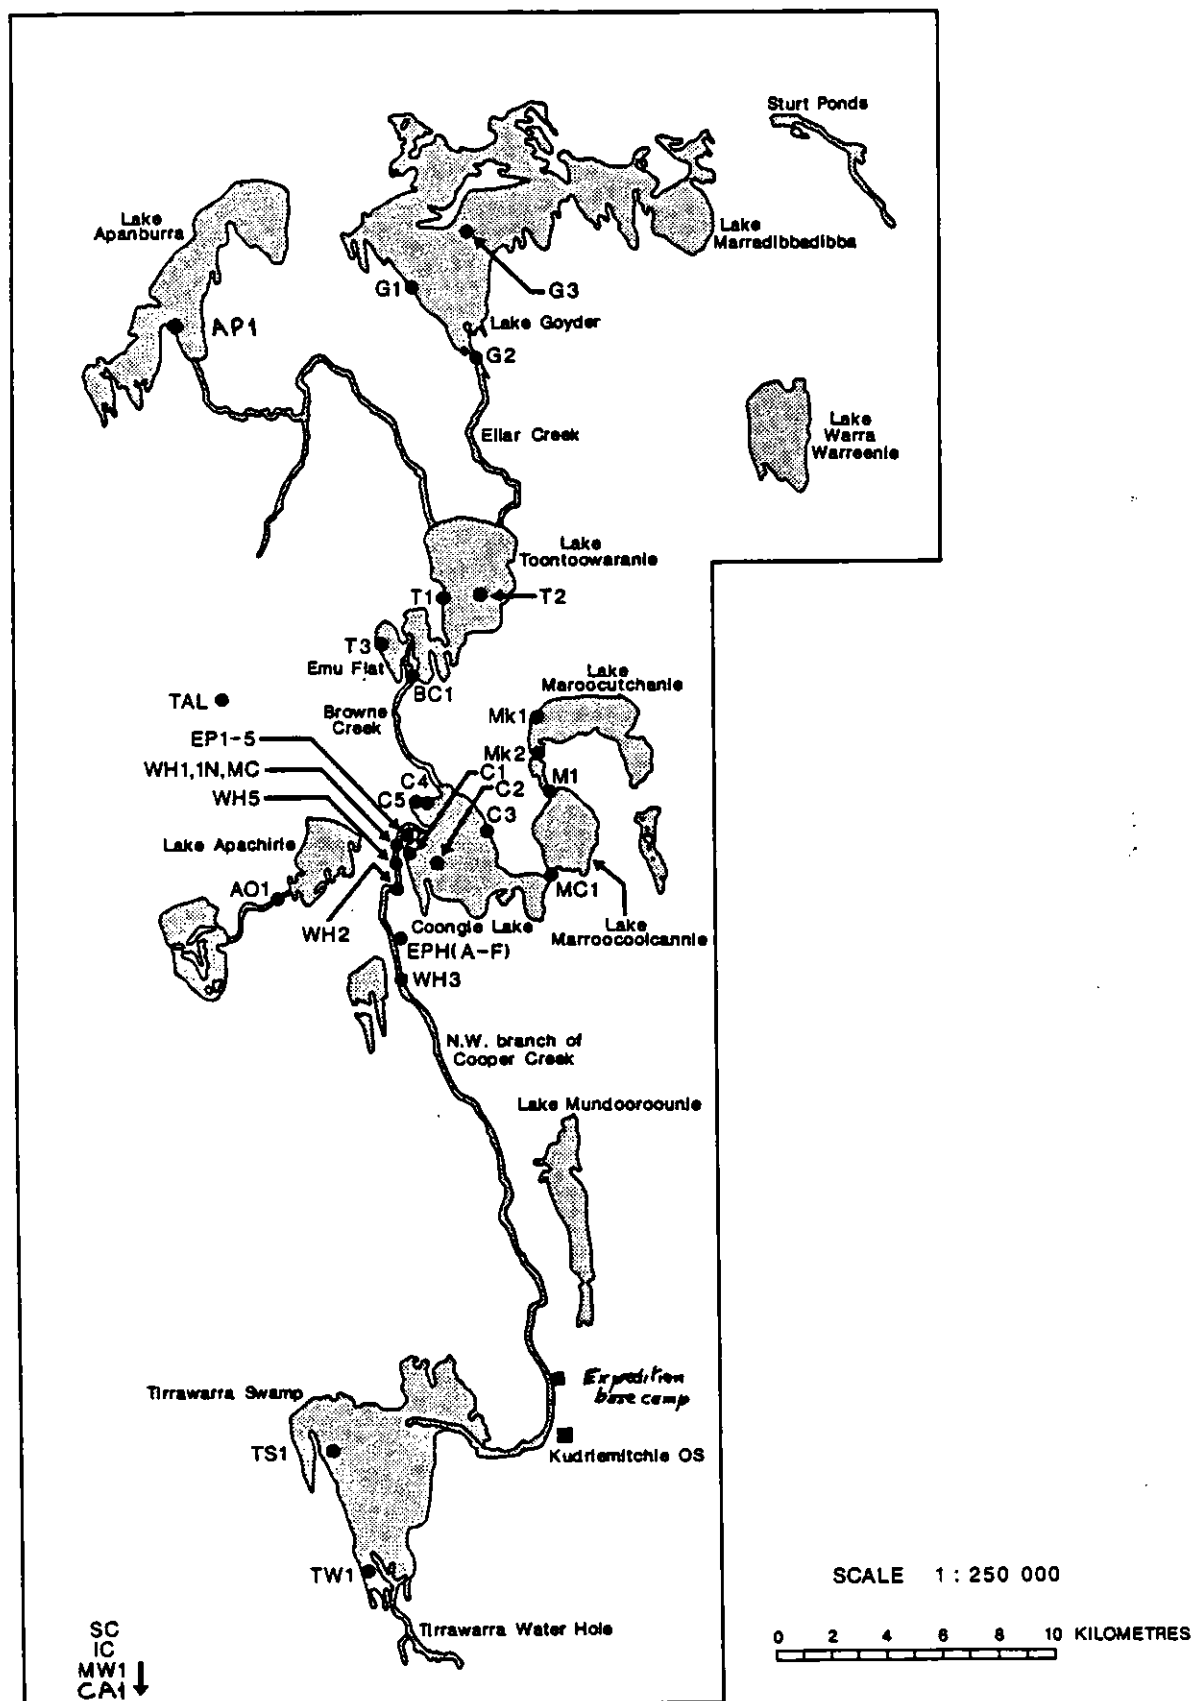 Sturt Ponds
Lake
Apanburra
Lake
Marradibbadibba
G1
G3
AP1
Lake Goyder
G2
Ellar Creek
Lake
Warra
Warreenie
Lake
Toontoowaranie
T1
T2
T3
Emu Flat
BC1
Lake
Maroocutchanie
TAL
Browne
Creek
Mk1
EP1-5
Mk2
WH1,1N,MC
C1
M1
C4
C2
WH5
C5
C3
Lake Apachirie
AO1
MC1
WH2
Coongie Lake
Lake
Marroocoolcannie
EPH(A-F)
WH3
N.W. branch of
Cooper Creek
Lake Mundooroounie
Expedition
base camp
Tirrawarra Swamp
TS1
Kudriemitchie OS
TW1
SCALE 1 : 250 000
Tirrawarra Water Hole
0 2 4 6 8 10 KILOMETRES
SC
IC
MW1
CA1